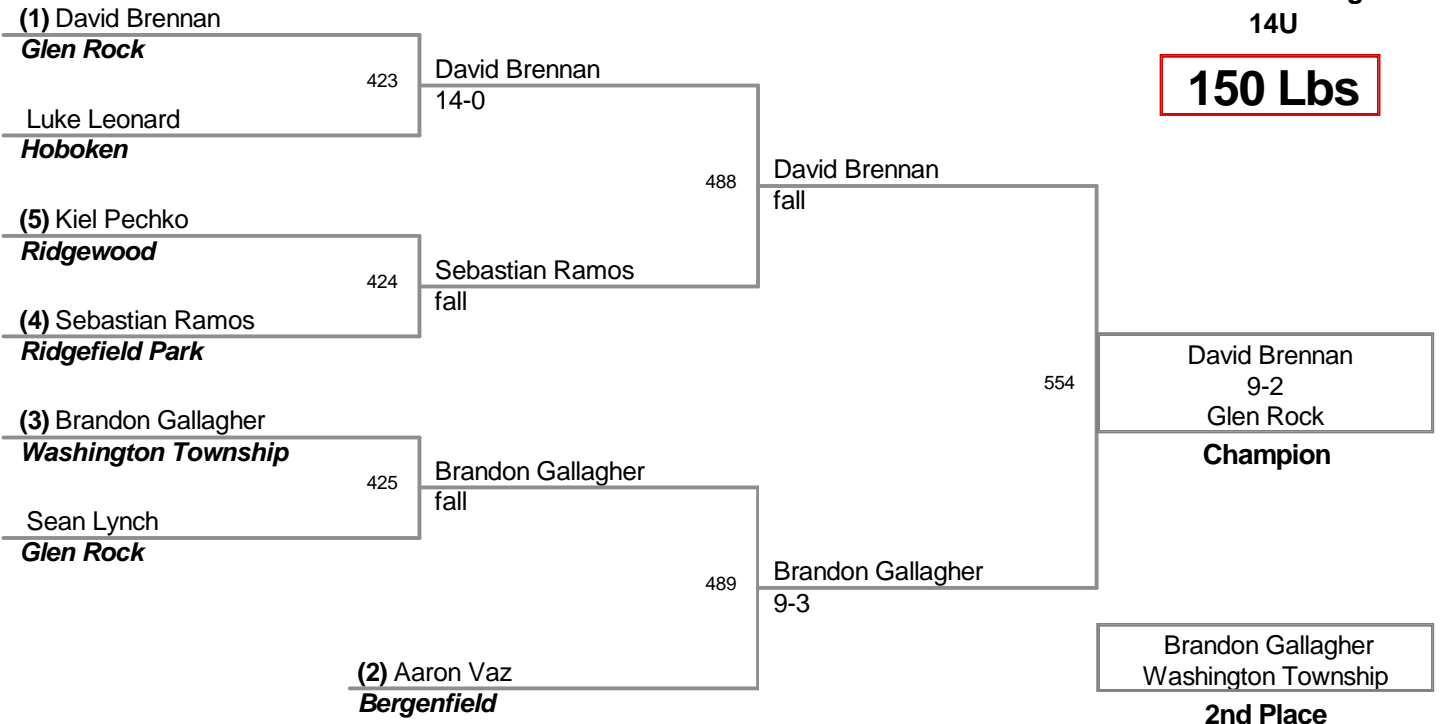 14U
150 Lbs
(1) David Brennan
Glen Rock
423
David Brennan
14-0
Luke Leonard
Hoboken
488
David Brennan
fall
(5) Kiel Pechko
Ridgewood
424
Sebastian Ramos
fall
(4) Sebastian Ramos
Ridgefield Park
554
David Brennan
9-2
Glen Rock
Champion
(3) Brandon Gallagher
Washington Township
425
Brandon Gallagher
fall
Sean Lynch
Glen Rock
489
Brandon Gallagher
9-3
(2) Aaron Vaz
Bergenfield
Brandon Gallagher
Washington Township
2nd Place